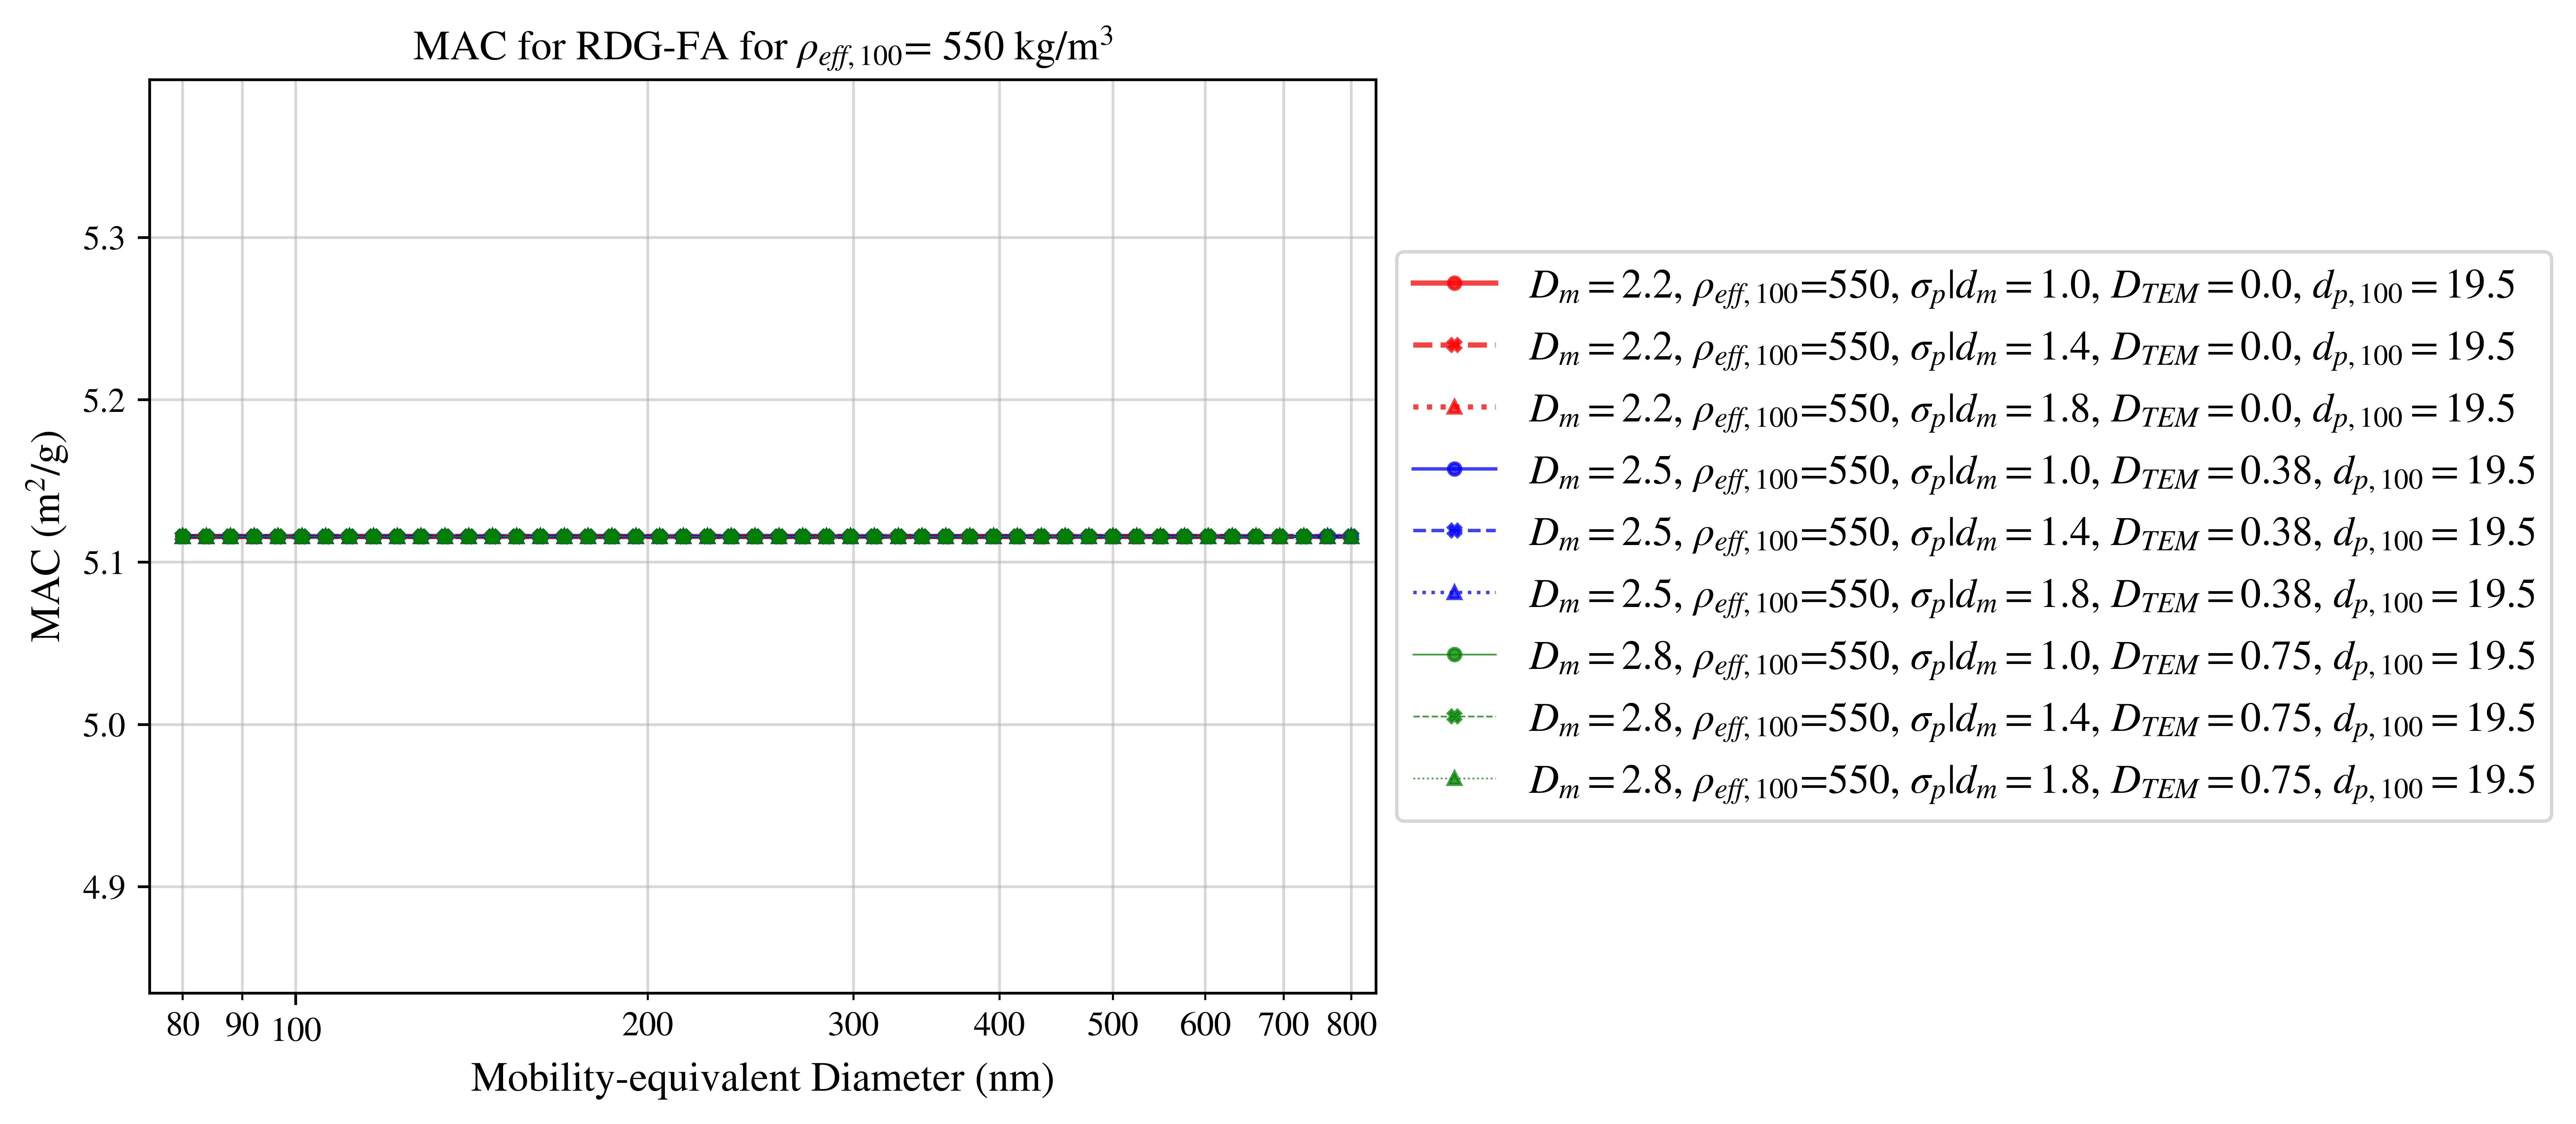 MAC for RDG-FA for ρeff,100= 550 kg/m³
MAC (m²/g)
5.3
5.2
5.1
5.0
4.9
80 90 100 200 300 400 500 600 700 800
Mobility-equivalent Diameter (nm)
Dm = 2.2, ρeff,100=550, σp|dm = 1.0, DTEM = 0.0, dp,100 = 19.5
Dm = 2.2, ρeff,100=550, σp|dm = 1.4, DTEM = 0.0, dp,100 = 19.5
Dm = 2.2, ρeff,100=550, σp|dm = 1.8, DTEM = 0.0, dp,100 = 19.5
Dm = 2.5, ρeff,100=550, σp|dm = 1.0, DTEM = 0.38, dp,100 = 19.5
Dm = 2.5, ρeff,100=550, σp|dm = 1.4, DTEM = 0.38, dp,100 = 19.5
Dm = 2.5, ρeff,100=550, σp|dm = 1.8, DTEM = 0.38, dp,100 = 19.5
Dm = 2.8, ρeff,100=550, σp|dm = 1.0, DTEM = 0.75, dp,100 = 19.5
Dm = 2.8, ρeff,100=550, σp|dm = 1.4, DTEM = 0.75, dp,100 = 19.5
Dm = 2.8, ρeff,100=550, σp|dm = 1.8, DTEM = 0.75, dp,100 = 19.5